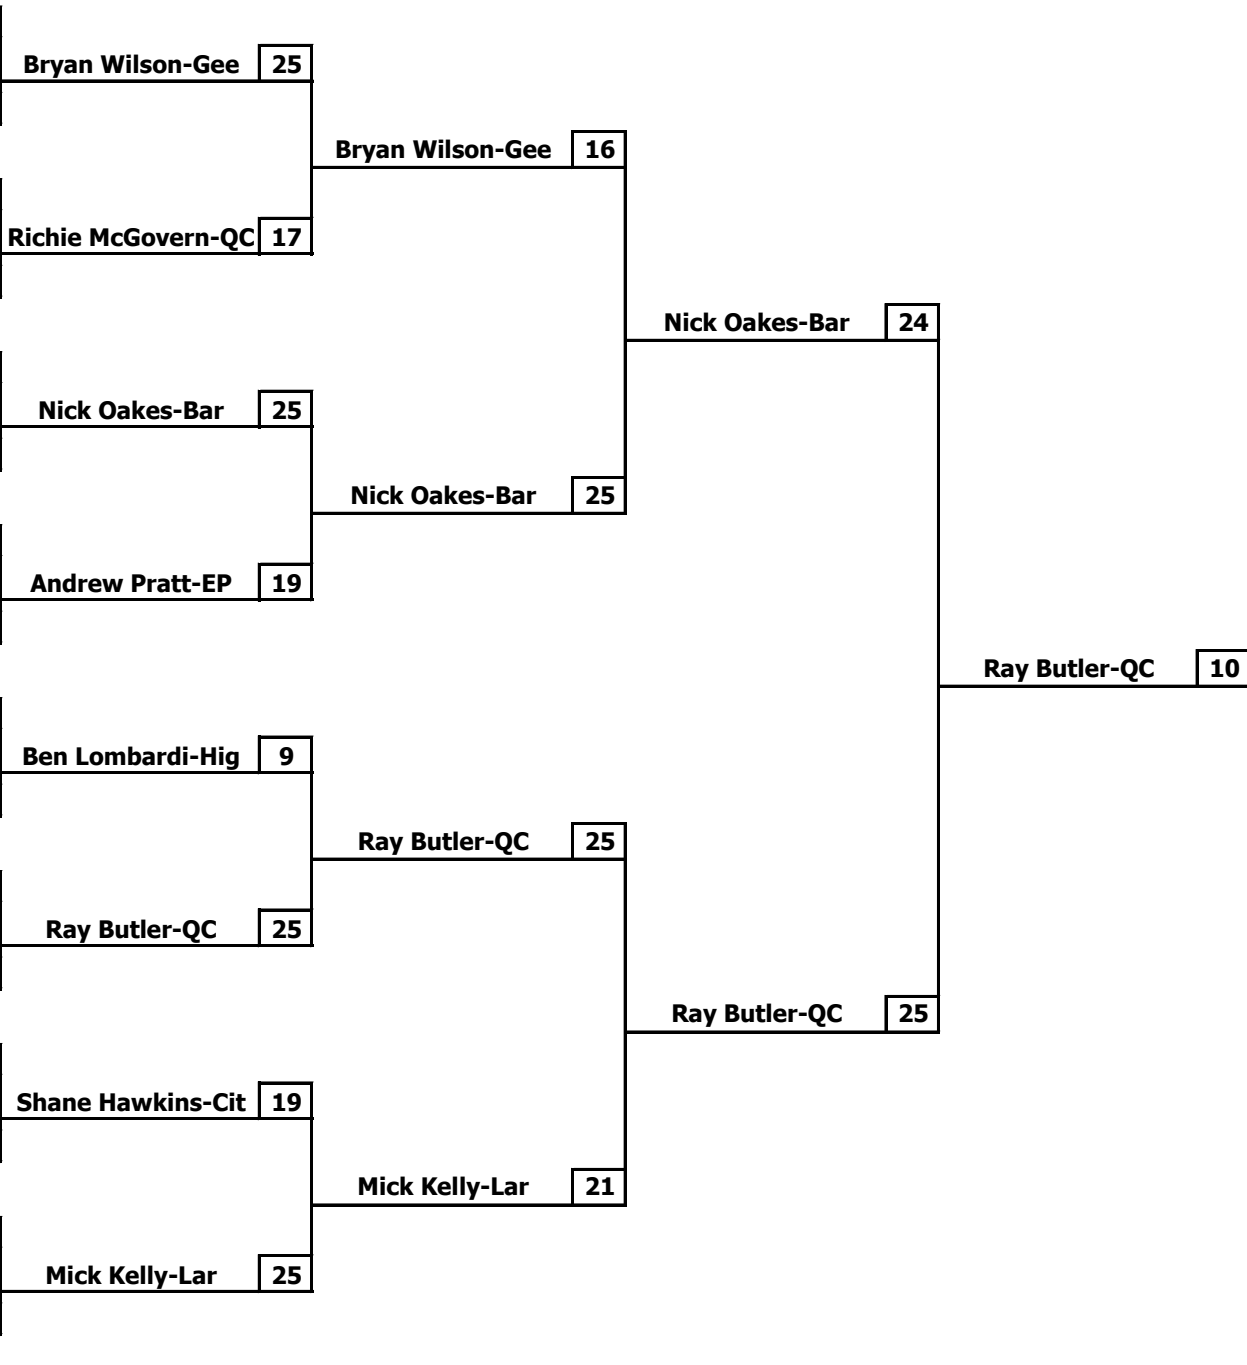 Bryan Wilson-Gee 25
Bryan Wilson-Gee 16
Richie McGovern-QC 17
Nick Oakes-Bar 24
Nick Oakes-Bar 25
Nick Oakes-Bar 25
Andrew Pratt-EP 19
Ray Butler-QC 10
Ben Lombardi-Hig 9
Ray Butler-QC 25
Ray Butler-QC 25
Ray Butler-QC 25
Shane Hawkins-Cit 19
Mick Kelly-Lar 21
Mick Kelly-Lar 25